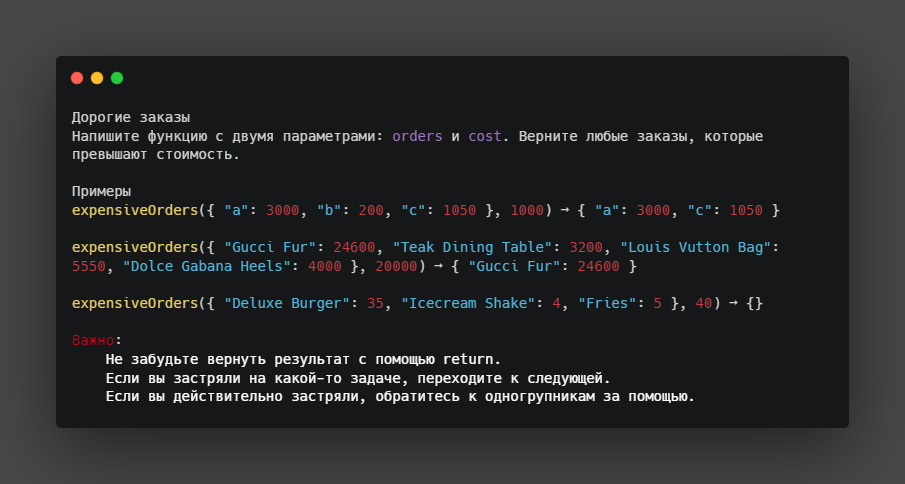 Дорогие заказы
Напишите функцию с двумя параметрами: orders и cost. Верните любые заказы, которые
превышают стоимость.
Примеры
expensiveOrders({ "a": 3000, "b": 200, "c": 1050 }, 1000) → { "a": 3000, "c": 1050 }
expensiveOrders({ "Gucci Fur": 24600, "Teak Dining Table": 3200, "Louis Vutton Bag":
5550, "Dolce Gabana Heels": 4000 }, 20000) → { "Gucci Fur": 24600 }
expensiveOrders({ "Deluxe Burger": 35, "Icecream Shake": 4, "Fries": 5 }, 40) → {}
Важно:
Не забудьте вернуть результат с помощью return.
Если вы застряли на какой-то задаче, переходите к следующей.
Если вы действительно застряли, обратитесь к одногрупникам за помощью.